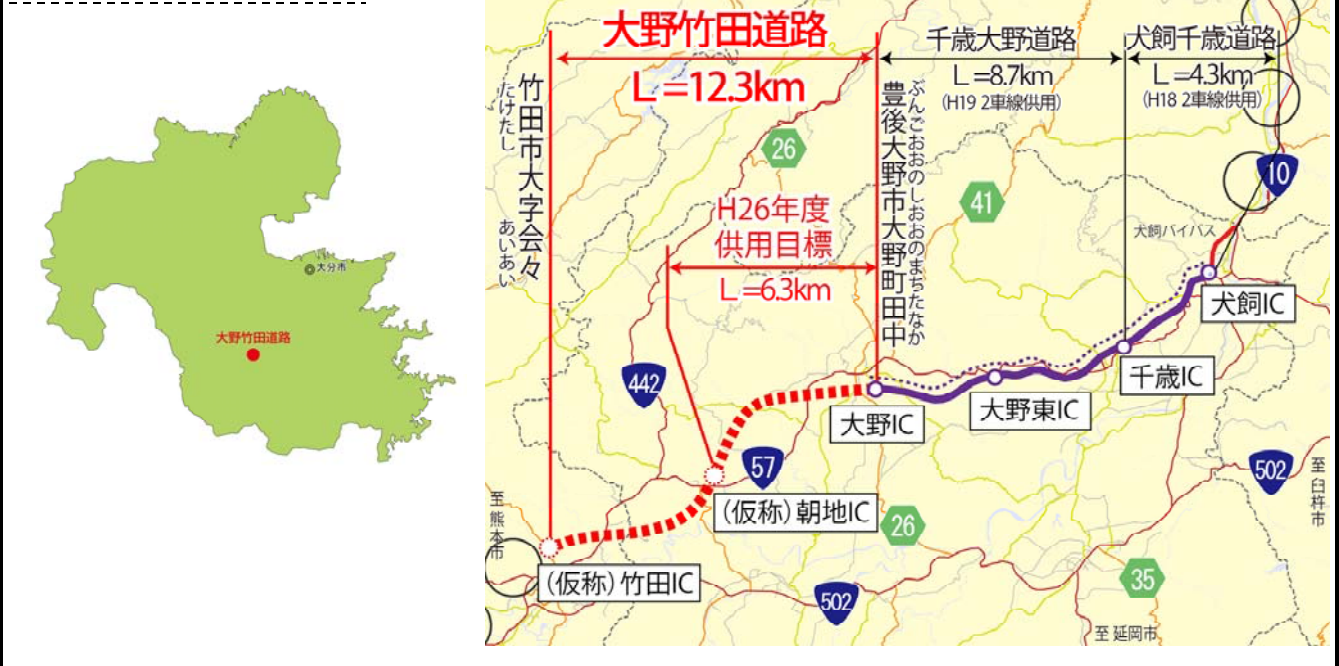 大分市
大野竹田道路
大野竹田道路
L=12.3km
千歳大野道路
L=8.7km
(H19 2車線供用)
犬飼千歳道路
L=4.3km
(H18 2車線供用)
竹田市大字会々
たけたし
あいあい
豊後大野市大野町田中
ぶんごおおのしおおのまちたなか
26
41
10
H26年度
供用目標
L=6.3km
犬飼バイパス
犬飼IC
442
千歳IC
大野東IC
大野IC
57
502
至臼杵市
至熊本市
(仮称)朝地IC
26
(仮称)竹田IC
502
35
至 延岡市